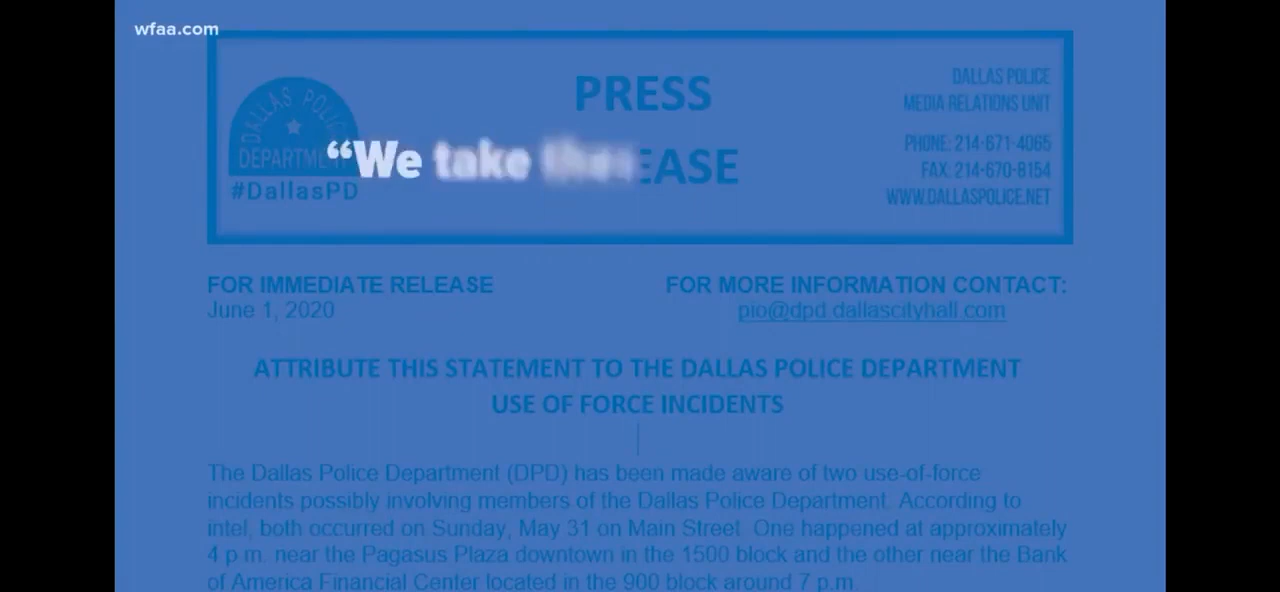 wfaa.com
DALLAS POLICE
DEPARTMENT
#DallasPD
PRESS
EASE
DALLAS POLICE
MEDIA RELATIONS UNIT
PHONE: 214-671-4065
FAX: 214-670-8154
WWW.DALLASPOLICE.NET
“We take
FOR IMMEDIATE RELEASE
June 1, 2020
FOR MORE INFORMATION CONTACT:
pio@dpd.dallascityhall.com
ATTRIBUTE THIS STATEMENT TO THE DALLAS POLICE DEPARTMENT
USE OF FORCE INCIDENTS
The Dallas Police Department (DPD) has been made aware of two use-of-force
incidents possibly involving members of the Dallas Police Department. According to
intel, both occurred on Sunday, May 31 on Main Street. One happened at approximately
4 p.m. near the Pagasus Plaza downtown in the 1500 block and the other near the Bank
of America Financial Center located in the 900 block around 7 p.m.